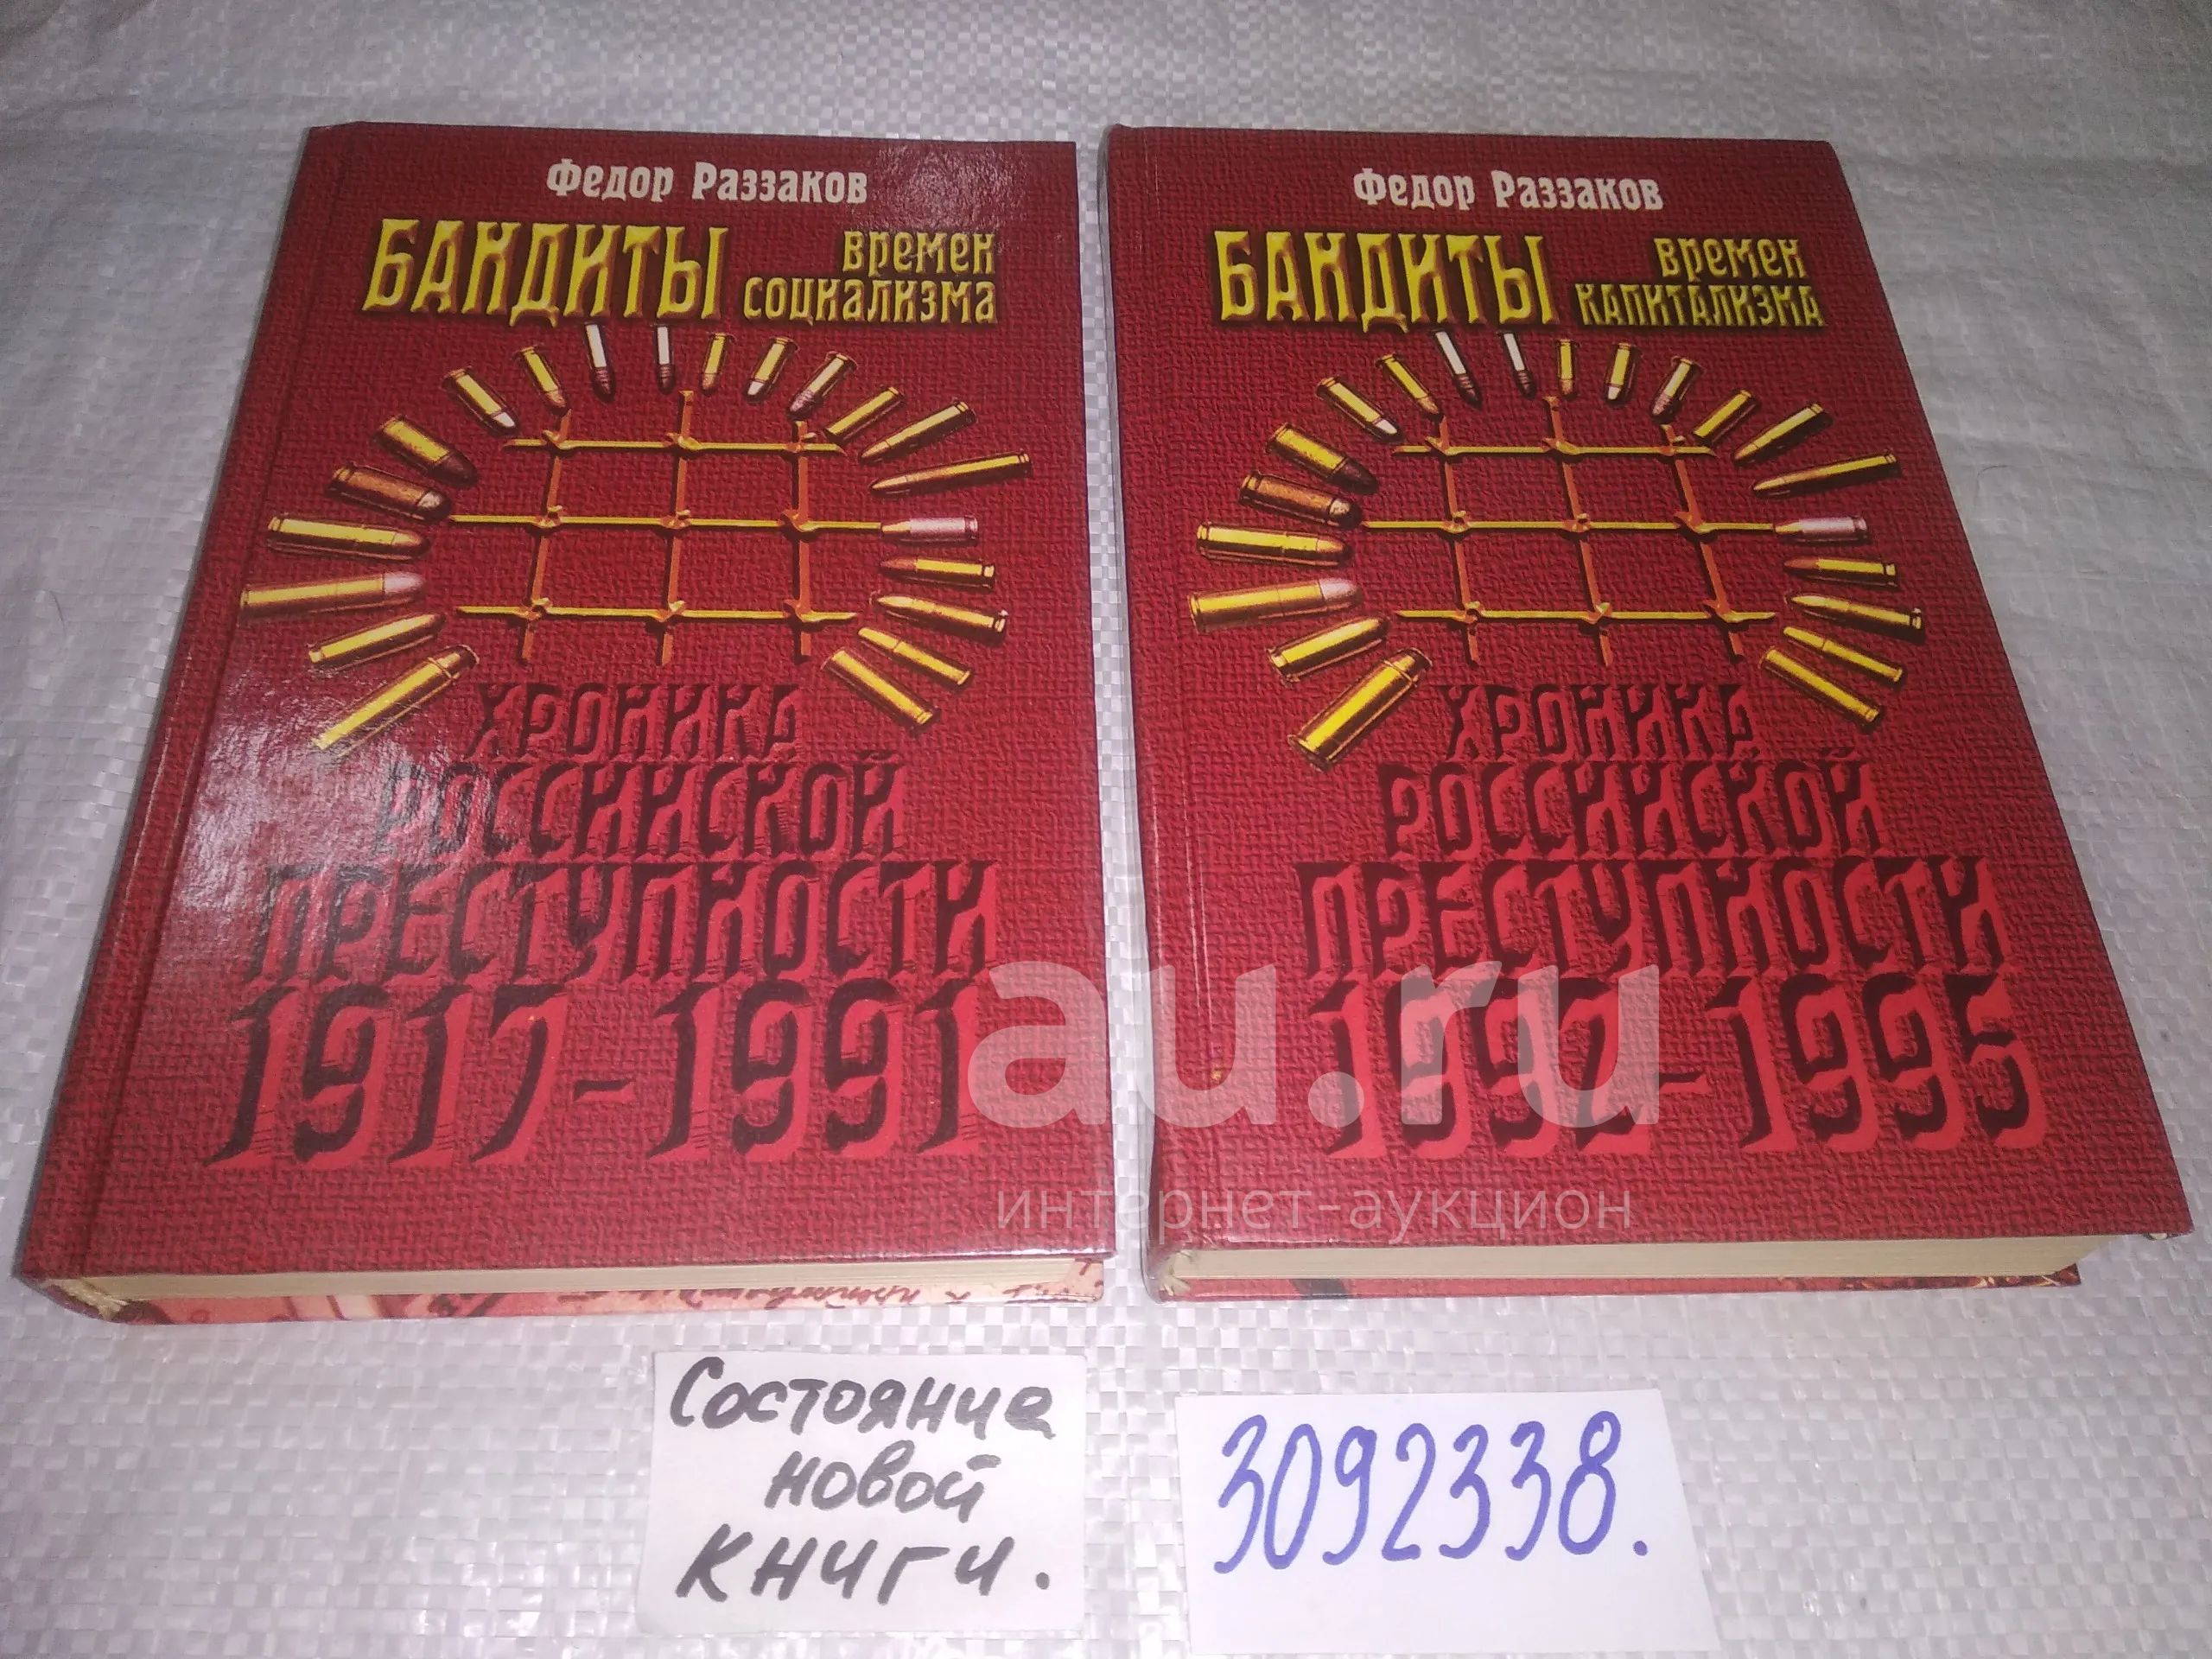 Федор Раззаков
БАНДИТЫ времен
социализма
ХРОНИКА
РОССИЙСКОЙ
ПРЕСТУПНОСТИ
1917-1991
Федор Раззаков
БАНДИТЫ времен
капитализма
ХРОНИКА
РОССИЙСКОЙ
ПРЕСТУПНОСТИ
1992-1995
au.ru
интернет-аукцион
Состояние
новой
книги.
3092338.